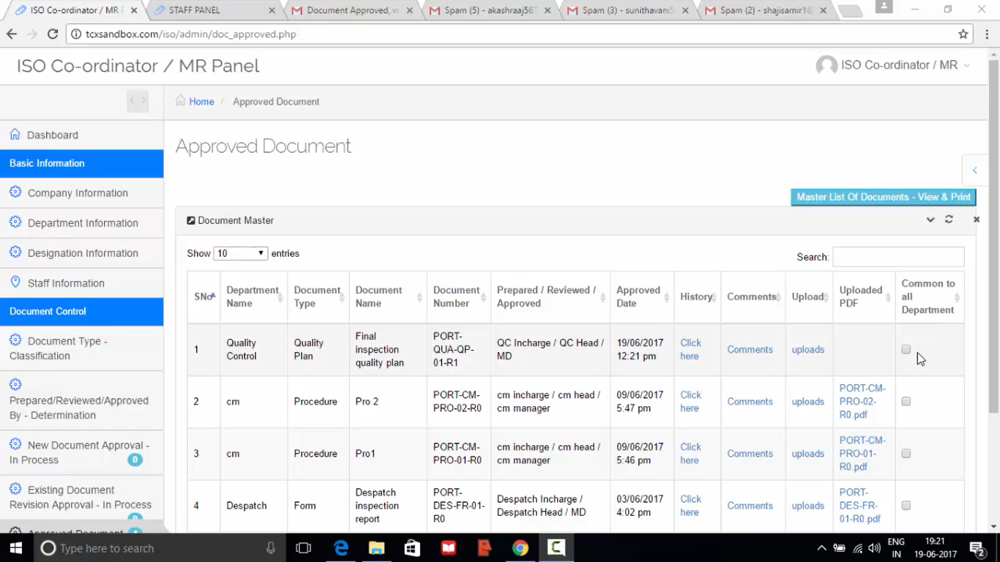 ISO Co-ordinator / MR P
STAFF PANEL
Document Approved, w
Spam (5) - akashraaj567
Spam (3) - sunithavani5
Spam (2) - shajisamir1@
tcxsandbox.com/iso/admin/doc_approved.php
ISO Co-ordinator / MR Panel
ISO Co-ordinator / MR
Home / Approved Document
Dashboard
Basic Information
Company Information
Department Information
Designation Information
Staff Information
Document Control
Document Type -
Classification
Prepared/Reviewed/Approved
By - Determination
New Document Approval -
In Process 0
Existing Document
Revision Approval - In Process
Approved Document
Approved Document
Master List Of Documents - View & Print
Document Master
Show 10 entries
Search:
SNo
Department
Name
Document
Type
Document
Name
Document
Number
Prepared / Reviewed /
Approved
Approved
Date
History
Comments
Upload
Uploaded
PDF
Common to
all
Department
1
Quality
Control
Quality
Plan
Final
inspection
quality plan
PORT-
QUA-QP-
01-R1
QC Incharge / QC Head /
MD
19/06/2017
12:21 pm
Click
here
Comments
uploads
2
cm
Procedure
Pro 2
PORT-CM-
PRO-02-R0
cm incharge / cm head /
cm manager
09/06/2017
5:47 pm
Click
here
Comments
uploads
PORT-CM-
PRO-02-
R0.pdf
3
cm
Procedure
Pro1
PORT-CM-
PRO-01-R0
cm incharge / cm head /
cm manager
09/06/2017
5:46 pm
Click
here
Comments
uploads
PORT-CM-
PRO-01-
R0.pdf
4
Despatch
Form
Despatch
inspection
report
PORT-
DES-FR-01-
R0
Despatch Incharge /
Despatch Head / MD
03/06/2017
4:02 pm
Click
here
Comments
uploads
PORT-
DES-FR-
01-R0.pdf
Type here to search
ENG
IN
19:21
19-06-2017
2